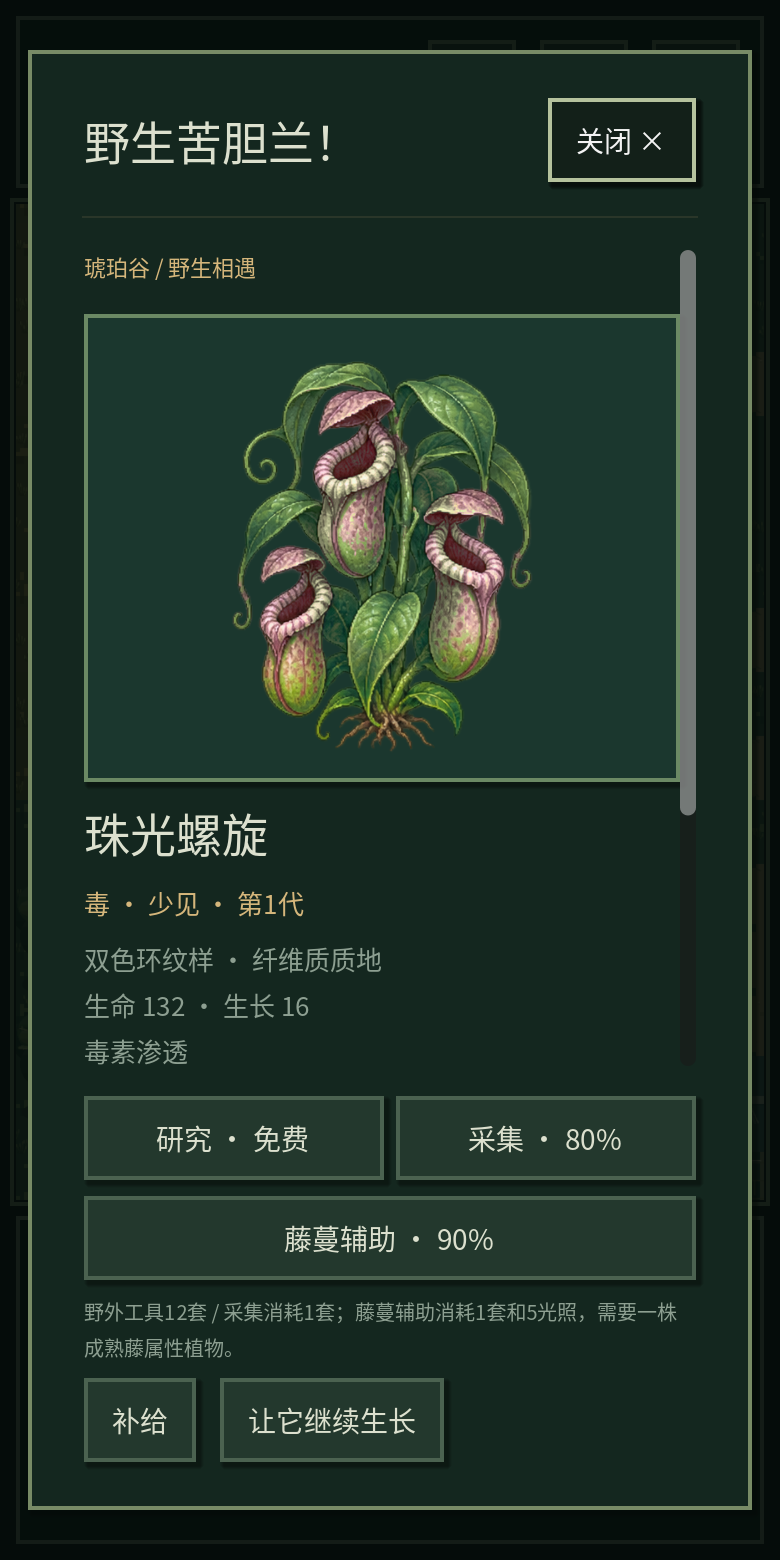 野生苦胆兰！
关闭 ×
琥珀谷 / 野生相遇
珠光螺旋
毒 · 少见 · 第1代
双色环纹样 · 纤维质质地
生命 132 · 生长 16
毒素渗透
研究 · 免费
采集 · 80%
藤蔓辅助 · 90%
野外工具12套 / 采集消耗1套；藤蔓辅助消耗1套和5光照，需要一株
成熟藤属性植物。
补给
让它继续生长